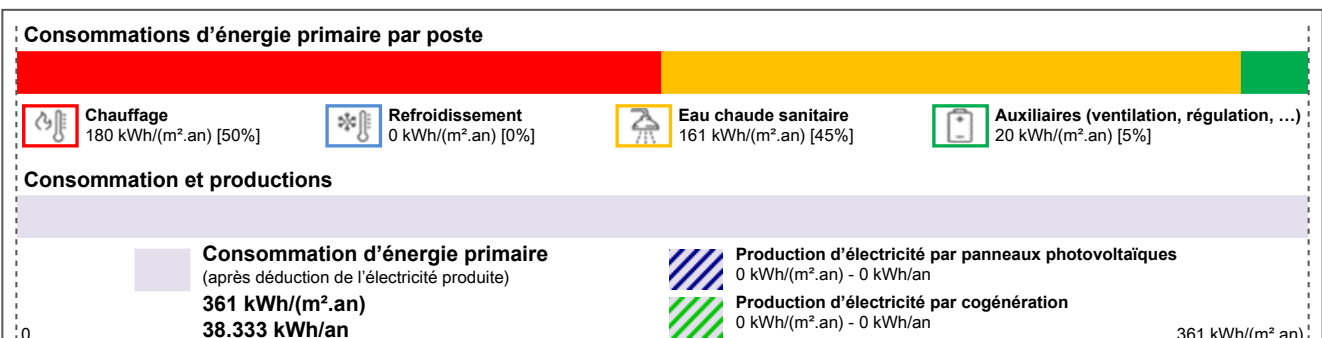 Consommations d'énergie primaire par poste
Chauffage
180 kWh/(m².an) [50%]
Refroidissement
0 kWh/(m².an) [0%]
Eau chaude sanitaire
161 kWh/(m².an) [45%]
Auxiliaires (ventilation, régulation, …)
20 kWh/(m².an) [5%]
Consommation et productions
Consommation d'énergie primaire
(après déduction de l'électricité produite)
361 kWh/(m².an)
38.333 kWh/an
Production d'électricité par panneaux photovoltaïques
0 kWh/(m².an) - 0 kWh/an
Production d'électricité par cogénération
0 kWh/(m².an) - 0 kWh/an
0
361 kWh/(m².an)